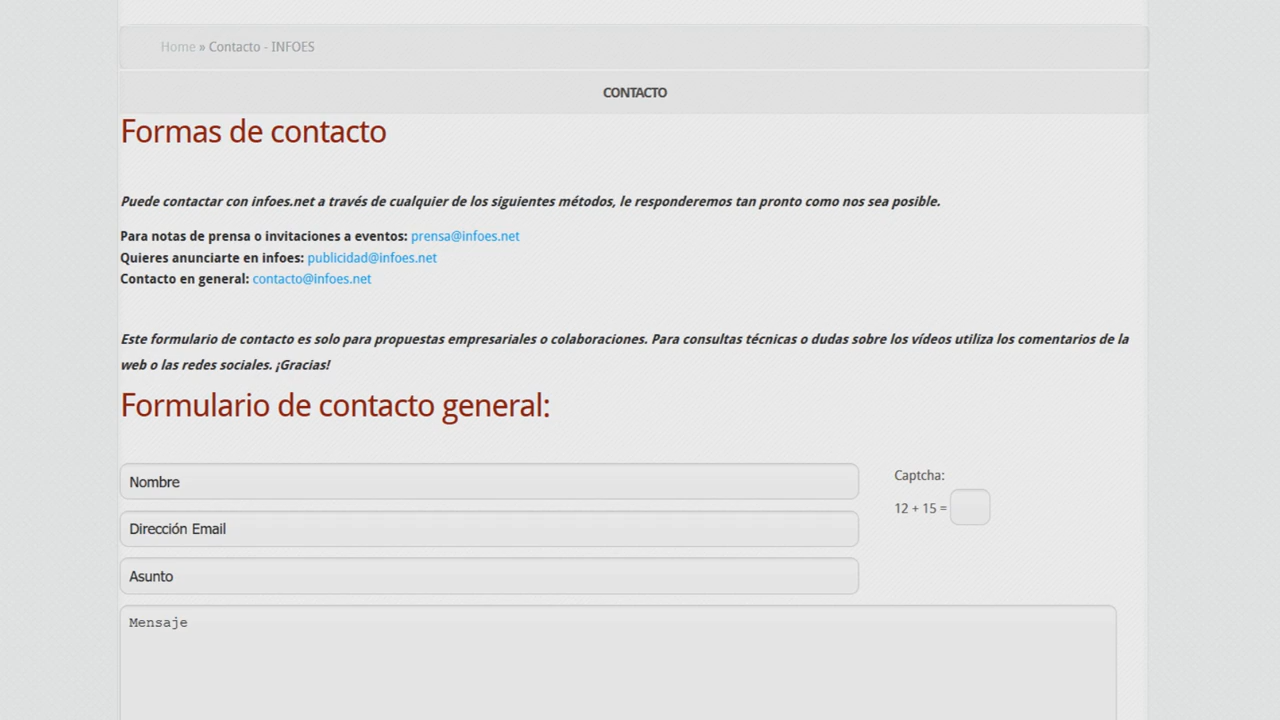 Home » Contacto - INFOES
CONTACTO
Formas de contacto
Puede contactar con infoes.net a través de cualquier de los siguientes métodos, le responderemos tan pronto como nos sea posible.
Para notas de prensa o invitaciones a eventos: prensa@infoes.net
Quieres anunciarte en infoes: publicidad@infoes.net
Contacto en general: contacto@infoes.net
Este formulario de contacto es solo para propuestas empresariales o colaboraciones. Para consultas técnicas o dudas sobre los vídeos utiliza los comentarios de la
web o las redes sociales. ¡Gracias!
Formulario de contacto general:
Nombre
Captcha:
12 + 15 =
Dirección Email
Asunto
Mensaje